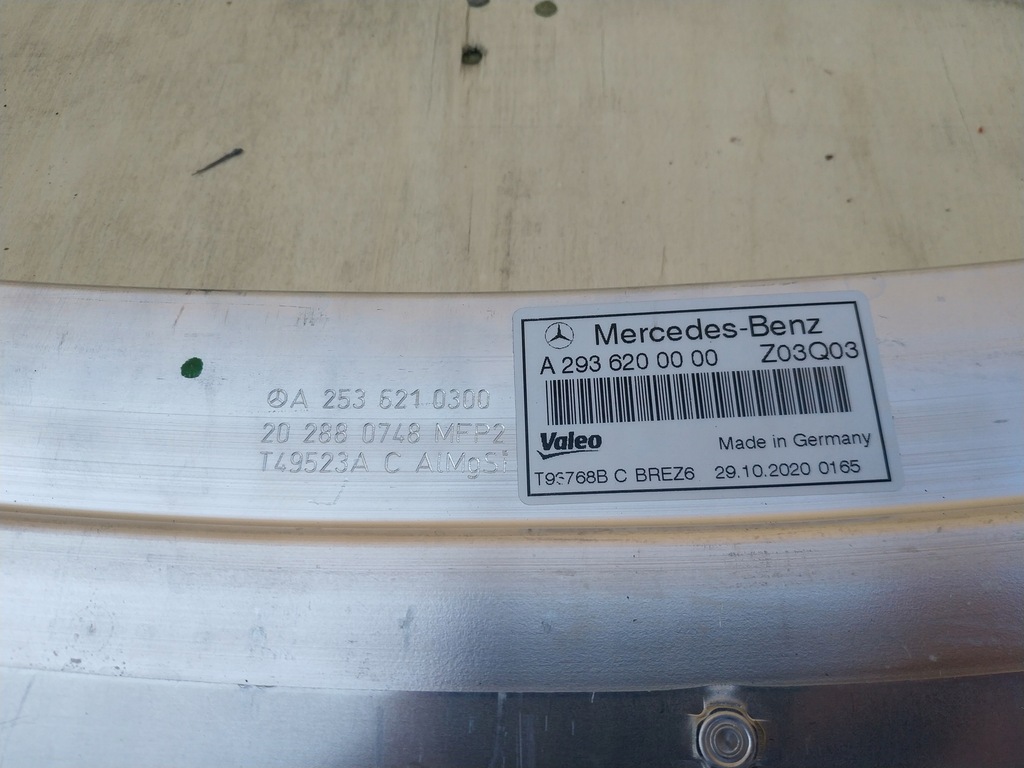 A 253 621 0300
20 288 0748 MFP2
T49523A C AlMgSi
Mercedes-Benz
A 293 620 00 00 Z03Q03
Valeo
Made in Germany
C BREZ6 29.10.2020 0165